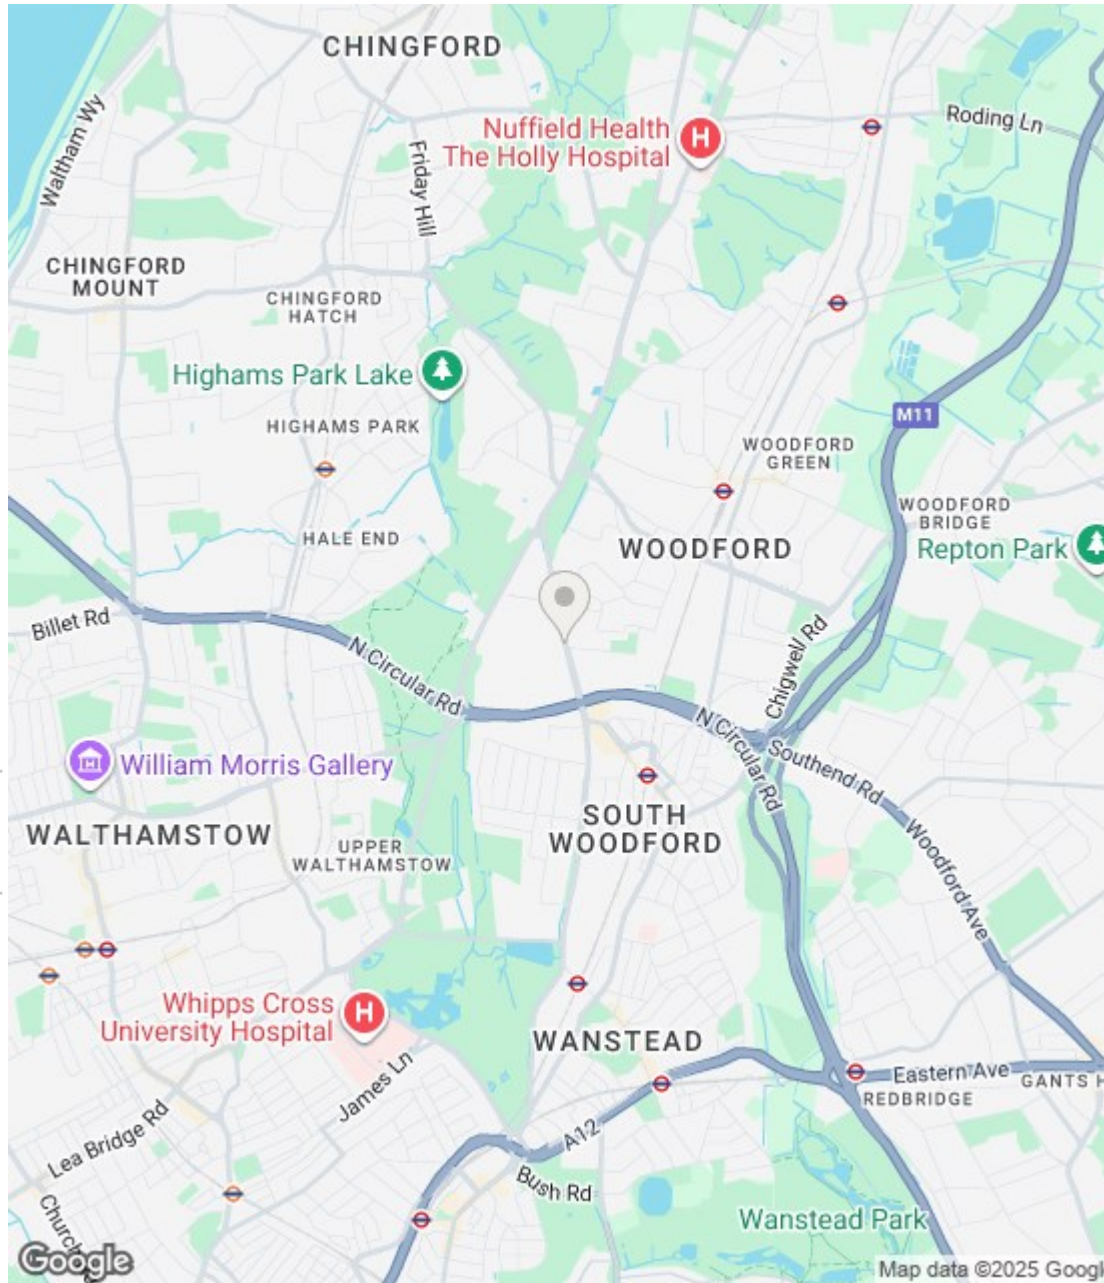 CHINGFORD
Nuffield Health
The Holly Hospital
Roding Ln
Waltham Wy
Friday Hill
CHINGFORD
MOUNT
CHINGFORD
HATCH
Highams Park Lake
HIGHAMS PARK
M11
WOODFORD
GREEN
WOODFORD
BRIDGE
HALE END
WOODFORD
Repton Park
Billet Rd
N Circular Rd
Chigwell Rd
N Circular Rd
Southend Rd
William Morris Gallery
WALTHAMSTOW
SOUTH
WOODFORD
UPPER
WALTHAMSTOW
Woodford Ave
Whipps Cross
University Hospital
WANSTEAD
James Ln
Eastern Ave
GANTS H
REDBRIDGE
Lea Bridge Rd
A12
Bush Rd
Wanstead Park
Google
Map data ©2025 Google